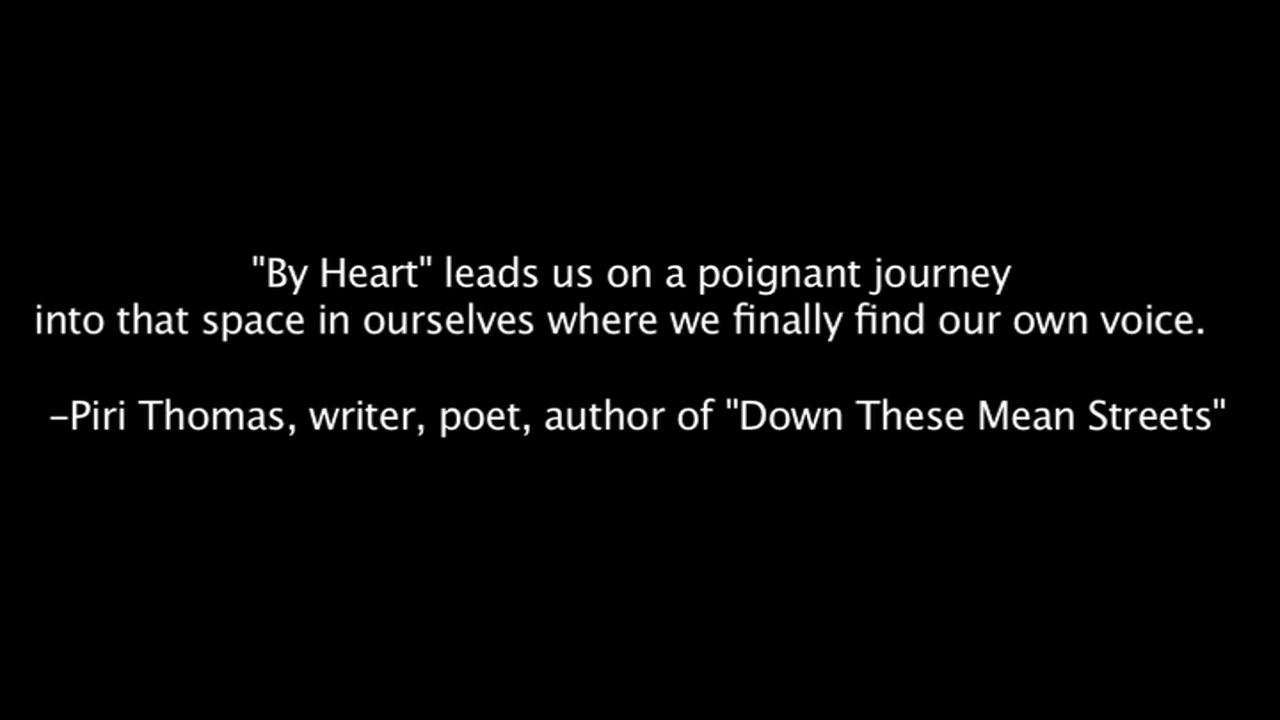 "By Heart" leads us on a poignant journey
into that space in ourselves where we finally find our own voice.
–Piri Thomas, writer, poet, author of "Down These Mean Streets"